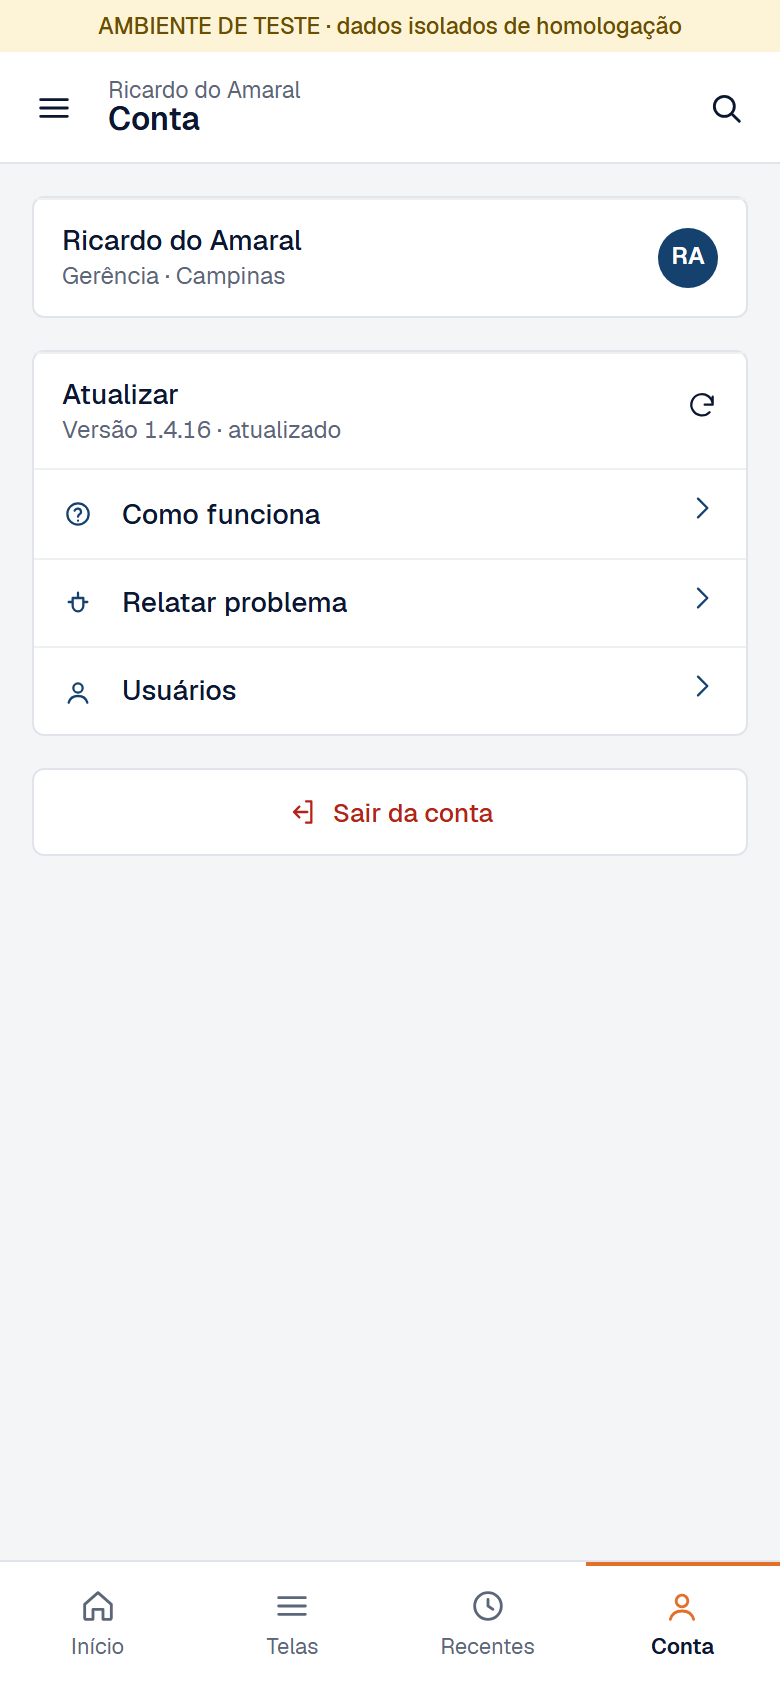 AMBIENTE DE TESTE · dados isolados de homologação
Ricardo do Amaral
Conta
Ricardo do Amaral
Gerência · Campinas
RA
Atualizar
Versão 1.4.16 · atualizado
Como funciona
Relatar problema
Usuários
Sair da conta
Início
Telas
Recentes
Conta